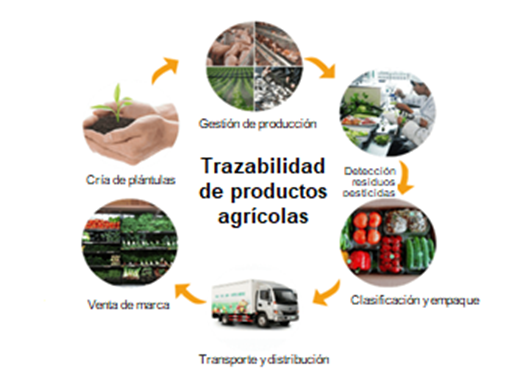 Gestión de producción
Cría de plántulas
Trazabilidad
de productos
agrícolas
Detección
residuos
pesticidas
Venta de marca
Clasificación y empaque
Transporte y distribución